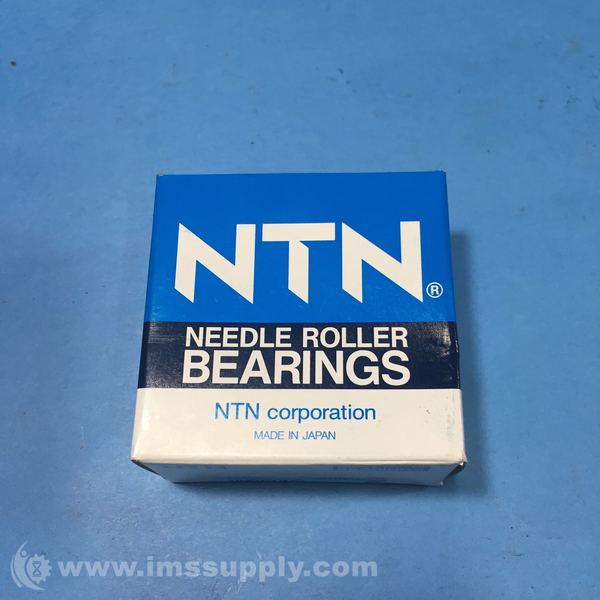 NTN®
NEEDLE ROLLER
BEARINGS
NTN corporation
MADE IN JAPAN
www.imssupply.com